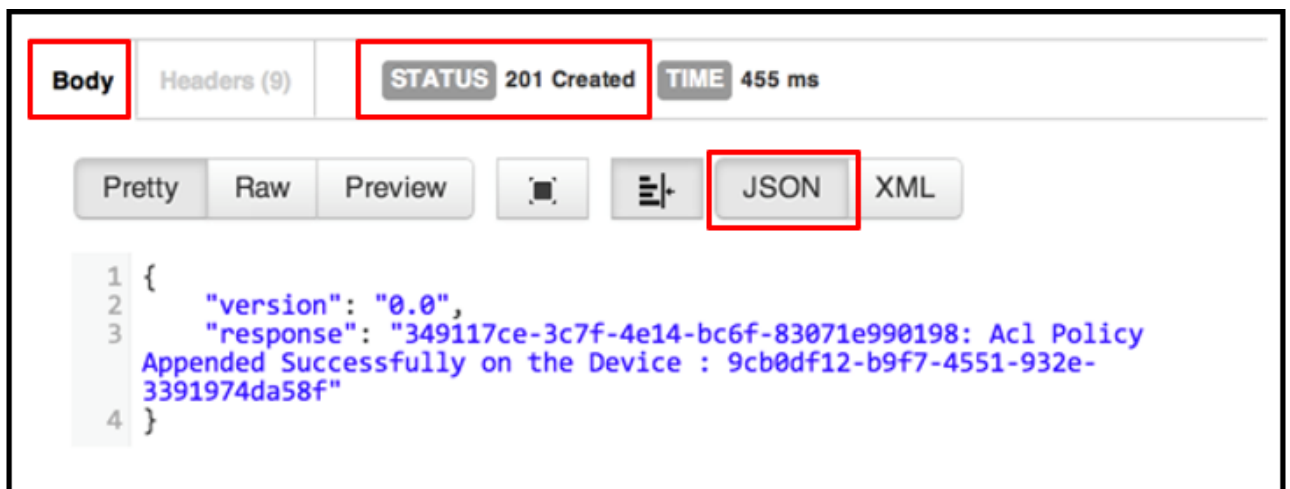 Body Headers (9) STATUS 201 Created TIME 455 ms
Pretty Raw Preview JSON XML
1 {
2 "version": "0.0",
3 "response": "349117ce-3c7f-4e14-bc6f-83071e990198: Acl Policy
Appended Successfully on the Device : 9cb0df12-b9f7-4551-932e-
3391974da58f"
4 }